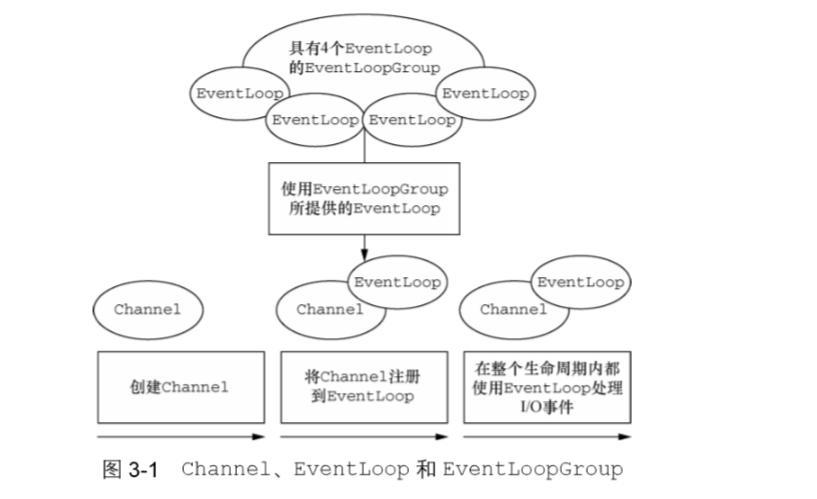 具有4个EventLoop
的EventLoopGroup
EventLoop
EventLoop
EventLoop
EventLoop
使用EventLoopGroup
所提供的EventLoop
EventLoop
Channel
EventLoop
Channel
Channel
创建Channel
将Channel注册
到EventLoop
在整个生命周期内都
使用EventLoop处理
I/O事件
图 3-1 Channel、EventLoop 和 EventLoopGroup